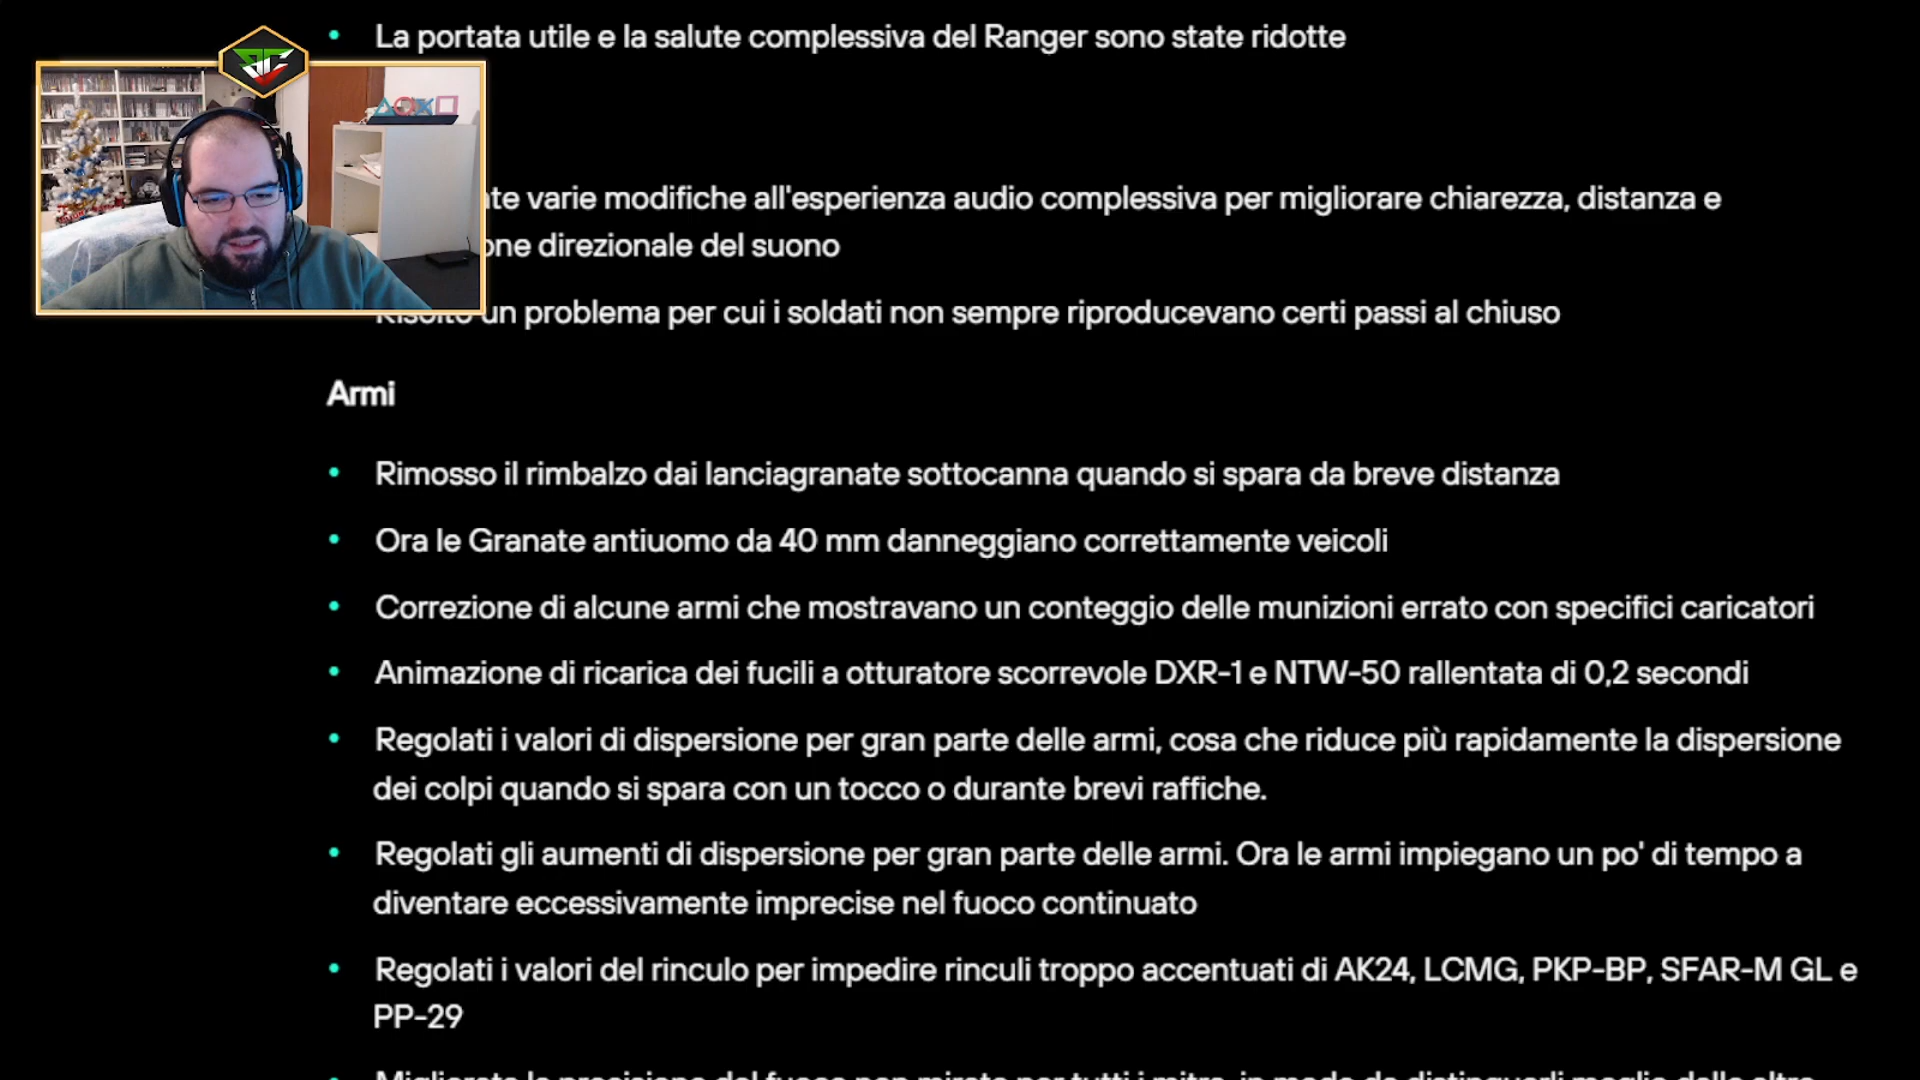 La portata utile e la salute complessiva del Ranger sono state ridotte
varie modifiche all'esperienza audio complessiva per migliorare chiarezza, distanza e
direzionale del suono
Risolto un problema per cui i soldati non sempre riproducevano certi passi al chiuso
Armi
Rimosso il rimbalzo dai lanciagranate sottocanna quando si spara da breve distanza
Ora le Granate antiuomo da 40 mm danneggiano correttamente veicoli
Correzione di alcune armi che mostravano un conteggio delle munizioni errato con specifici caricatori
Animazione di ricarica dei fucili a otturatore scorrevole DXR-1 e NTW-50 rallentata di 0,2 secondi
Regolati i valori di dispersione per gran parte delle armi, cosa che riduce più rapidamente la dispersione
dei colpi quando si spara con un tocco o durante brevi raffiche.
Regolati gli aumenti di dispersione per gran parte delle armi. Ora le armi impiegano un po' di tempo a
diventare eccessivamente imprecise nel fuoco continuato
Regolati i valori del rinculo per impedire rinculi troppo accentuati di AK24, LCMG, PKP-BP, SFAR-M GL e
PP-29